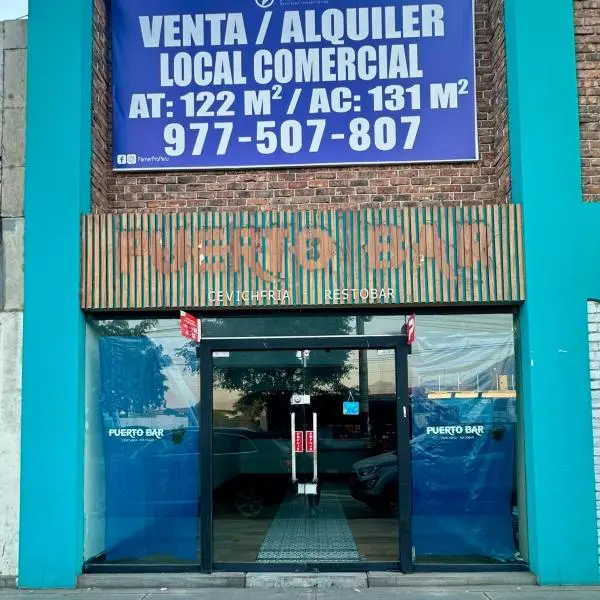 VENTA / ALQUILER
LOCAL COMERCIAL
AT: 122 M² / AC: 131 M²
977-507-807
PamerProPeru
PUERTO BAR
CEVICHERIA RESTOBAR
PUERTO BAR
PUERTO BAR